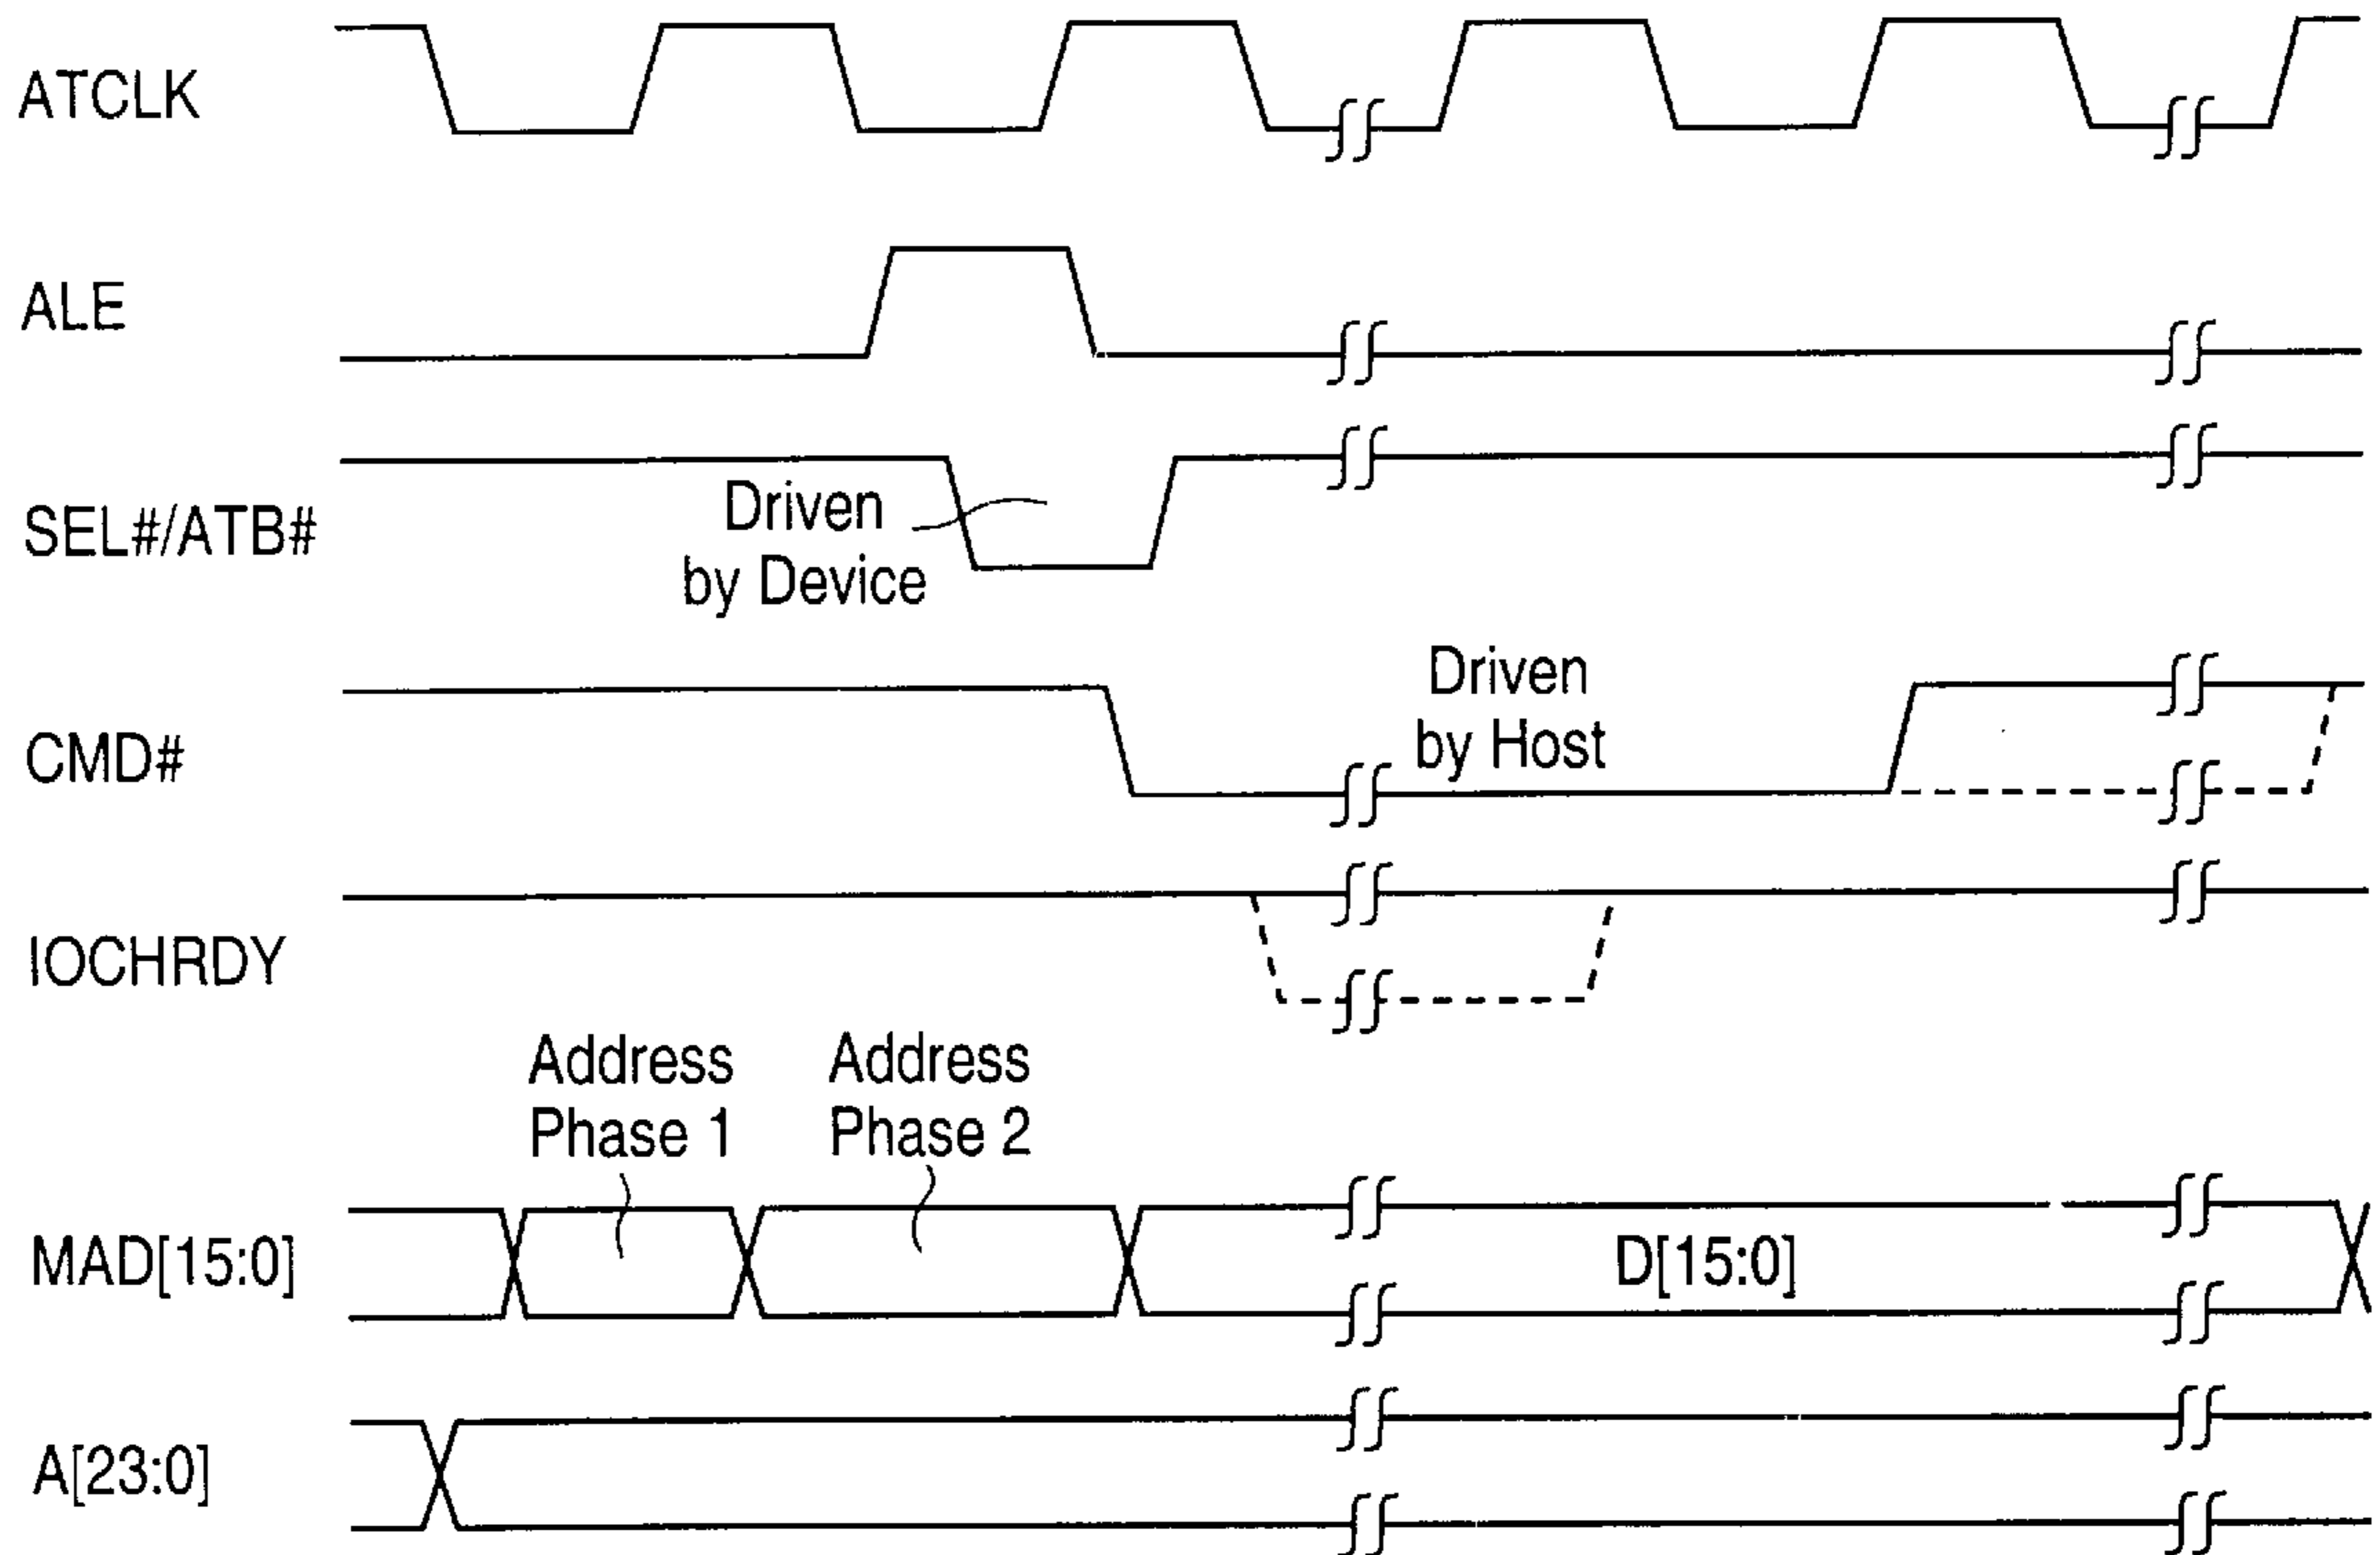 ATCLK
ALE
SEL#/ATB#
Driven
by Device
CMD#
Driven
by Host
IOCHRDY
Address
Phase 1
Address
Phase 2
MAD[15:0]
D[15:0]
A[23:0]